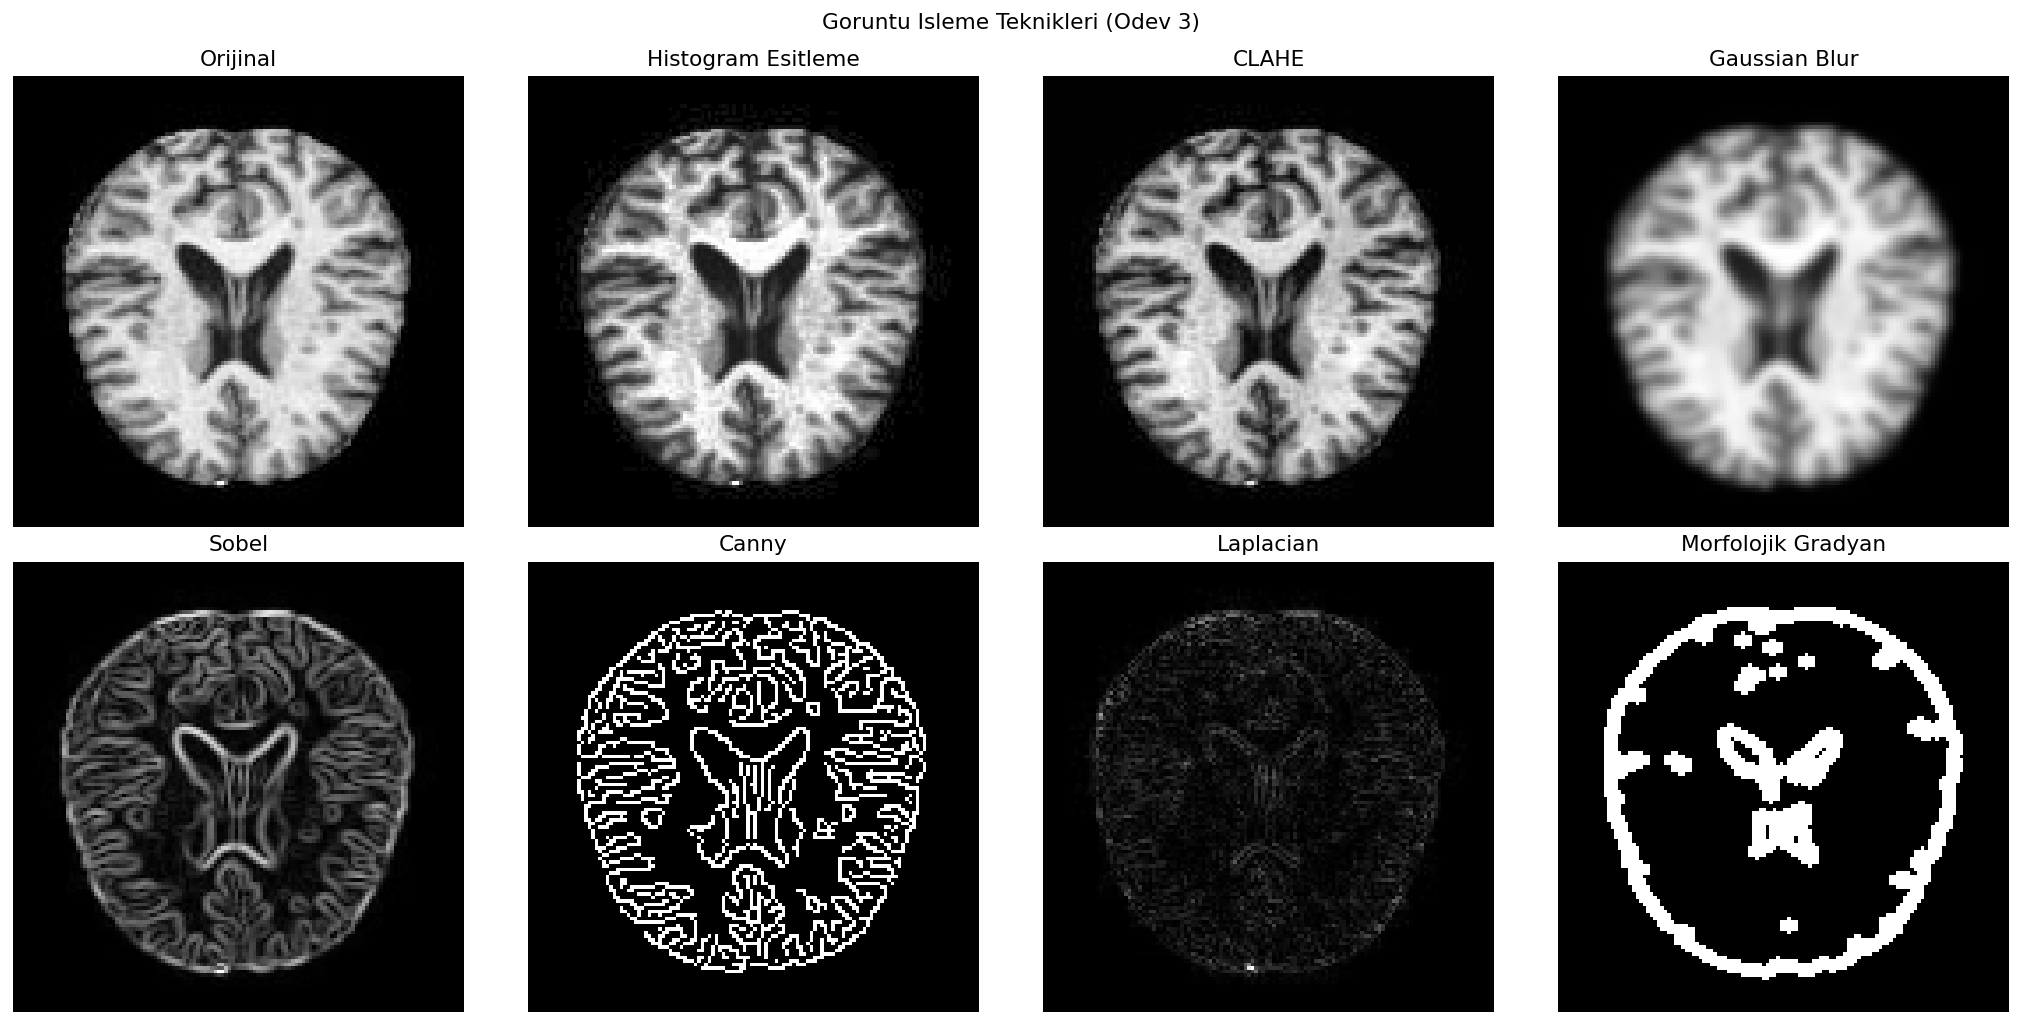 Goruntu Isleme Teknikleri (Odev 3)
Orijinal
Histogram Esitleme
CLAHE
Gaussian Blur
Sobel
Canny
Laplacian
Morfolojik Gradyan